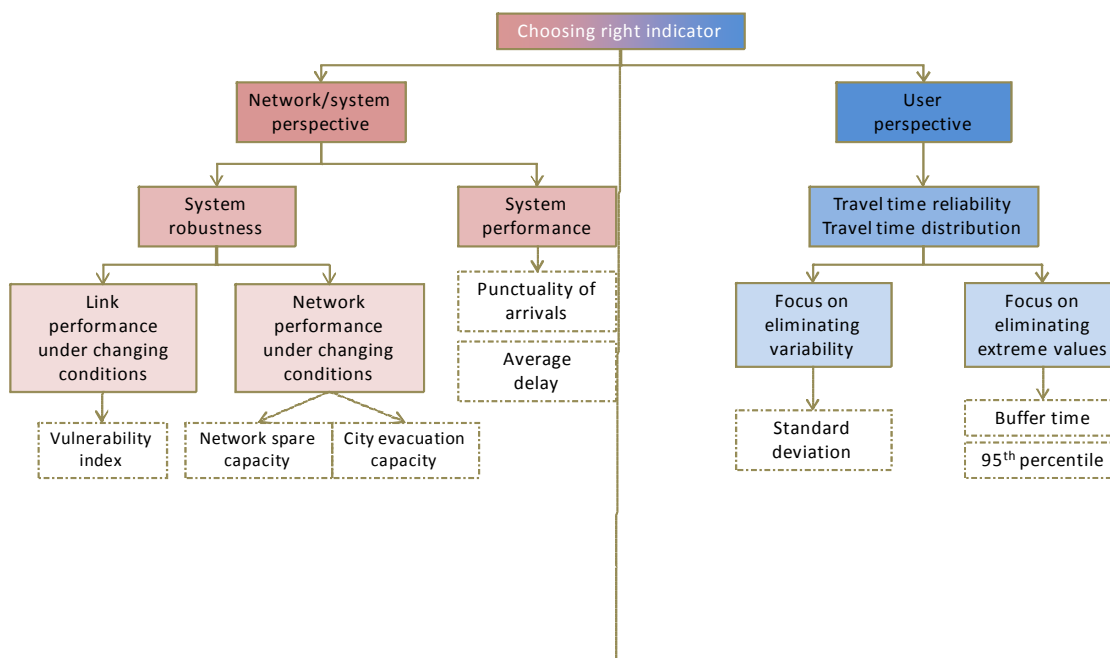 Choosing right indicator
Network/system
perspective
User
perspective
System
robustness
System
performance
Travel time reliability
Travel time distribution
Link
performance
under changing
conditions
Network
performance
under changing
conditions
Punctuality of
arrivals
Average
delay
Focus on
eliminating
variability
Focus on
eliminating
extreme values
Vulnerability
index
Network spare
capacity
City evacuation
capacity
Standard
deviation
Buffer time
95th percentile